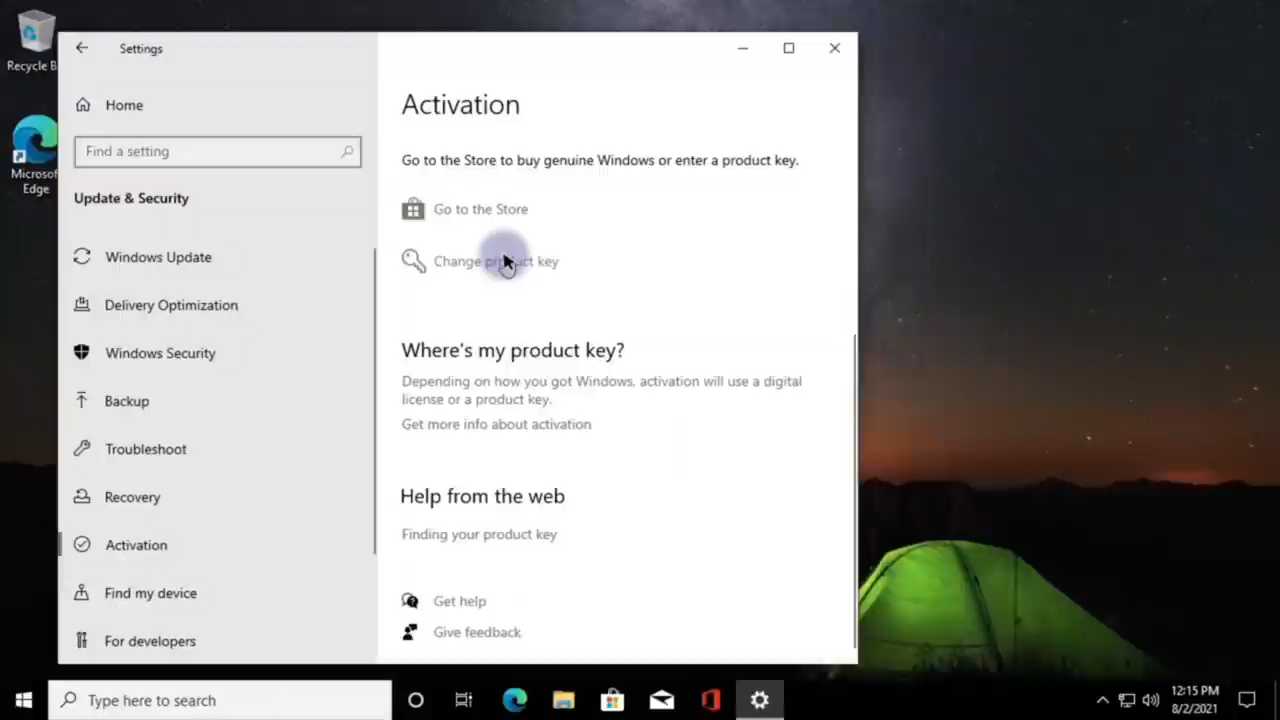 Recycle B
Microsof
Edge
Settings
Home
Find a setting
Update & Security
Windows Update
Delivery Optimization
Windows Security
Backup
Troubleshoot
Recovery
Activation
Find my device
For developers
Activation
Go to the Store to buy genuine Windows or enter a product key.
Go to the Store
Change product key
Where's my product key?
Depending on how you got Windows, activation will use a digital
license or a product key.
Get more info about activation
Help from the web
Finding your product key
Get help
Give feedback
Type here to search
12:15 PM
8/2/2021